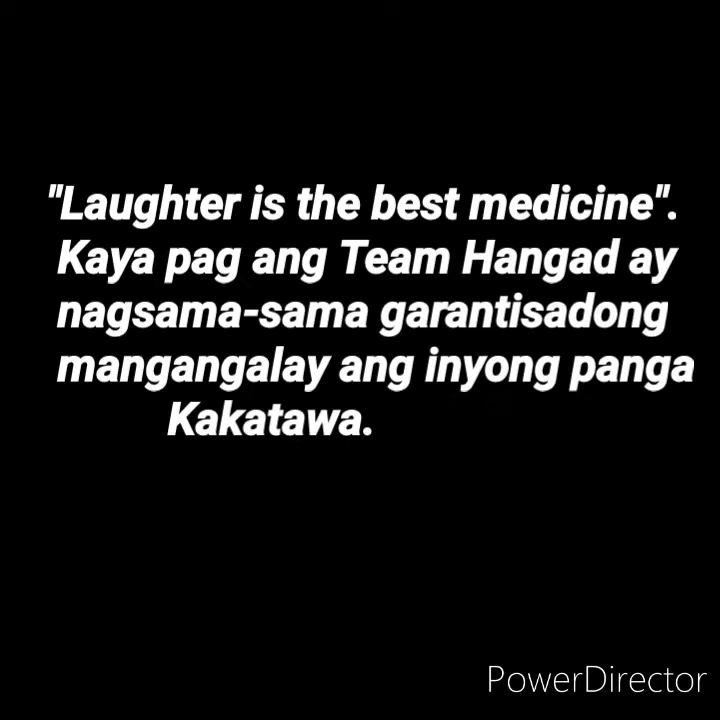 "Laughter is the best medicine".
Kaya pag ang Team Hangad ay
nagsama-sama garantisadong
mangangalay ang inyong panga
Kakatawa.
PowerDirector